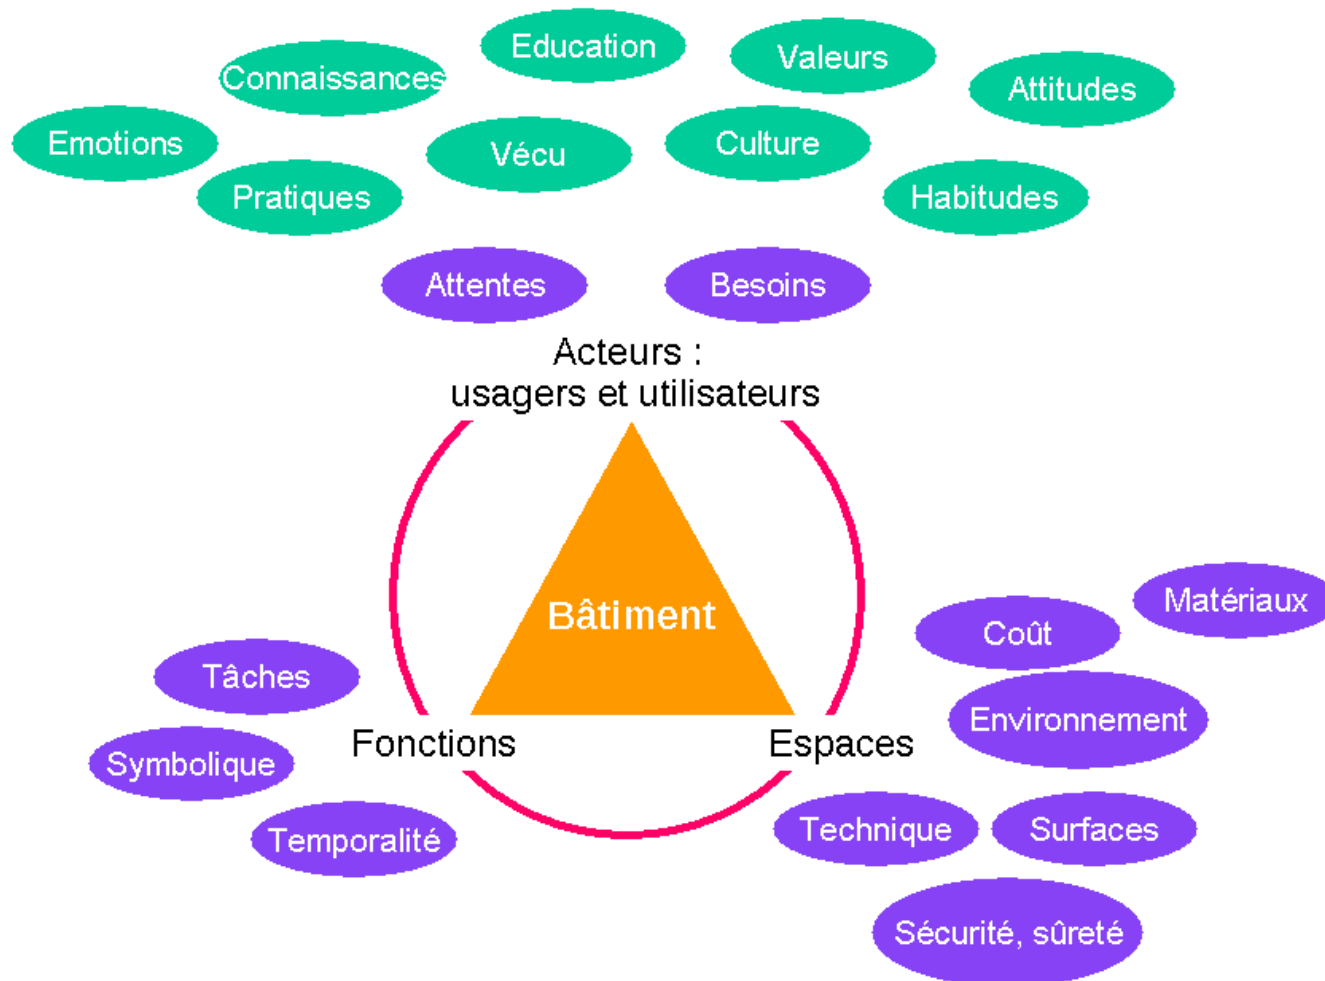 Education
Valeurs
Connaissances
Attitudes
Emotions
Vécu
Culture
Pratiques
Habitudes
Attentes
Besoins
Acteurs :
usagers et utilisateurs
Bâtiment
Matériaux
Coût
Tâches
Environnement
Fonctions
Espaces
Symbolique
Technique
Surfaces
Temporalité
Sécurité, sûreté